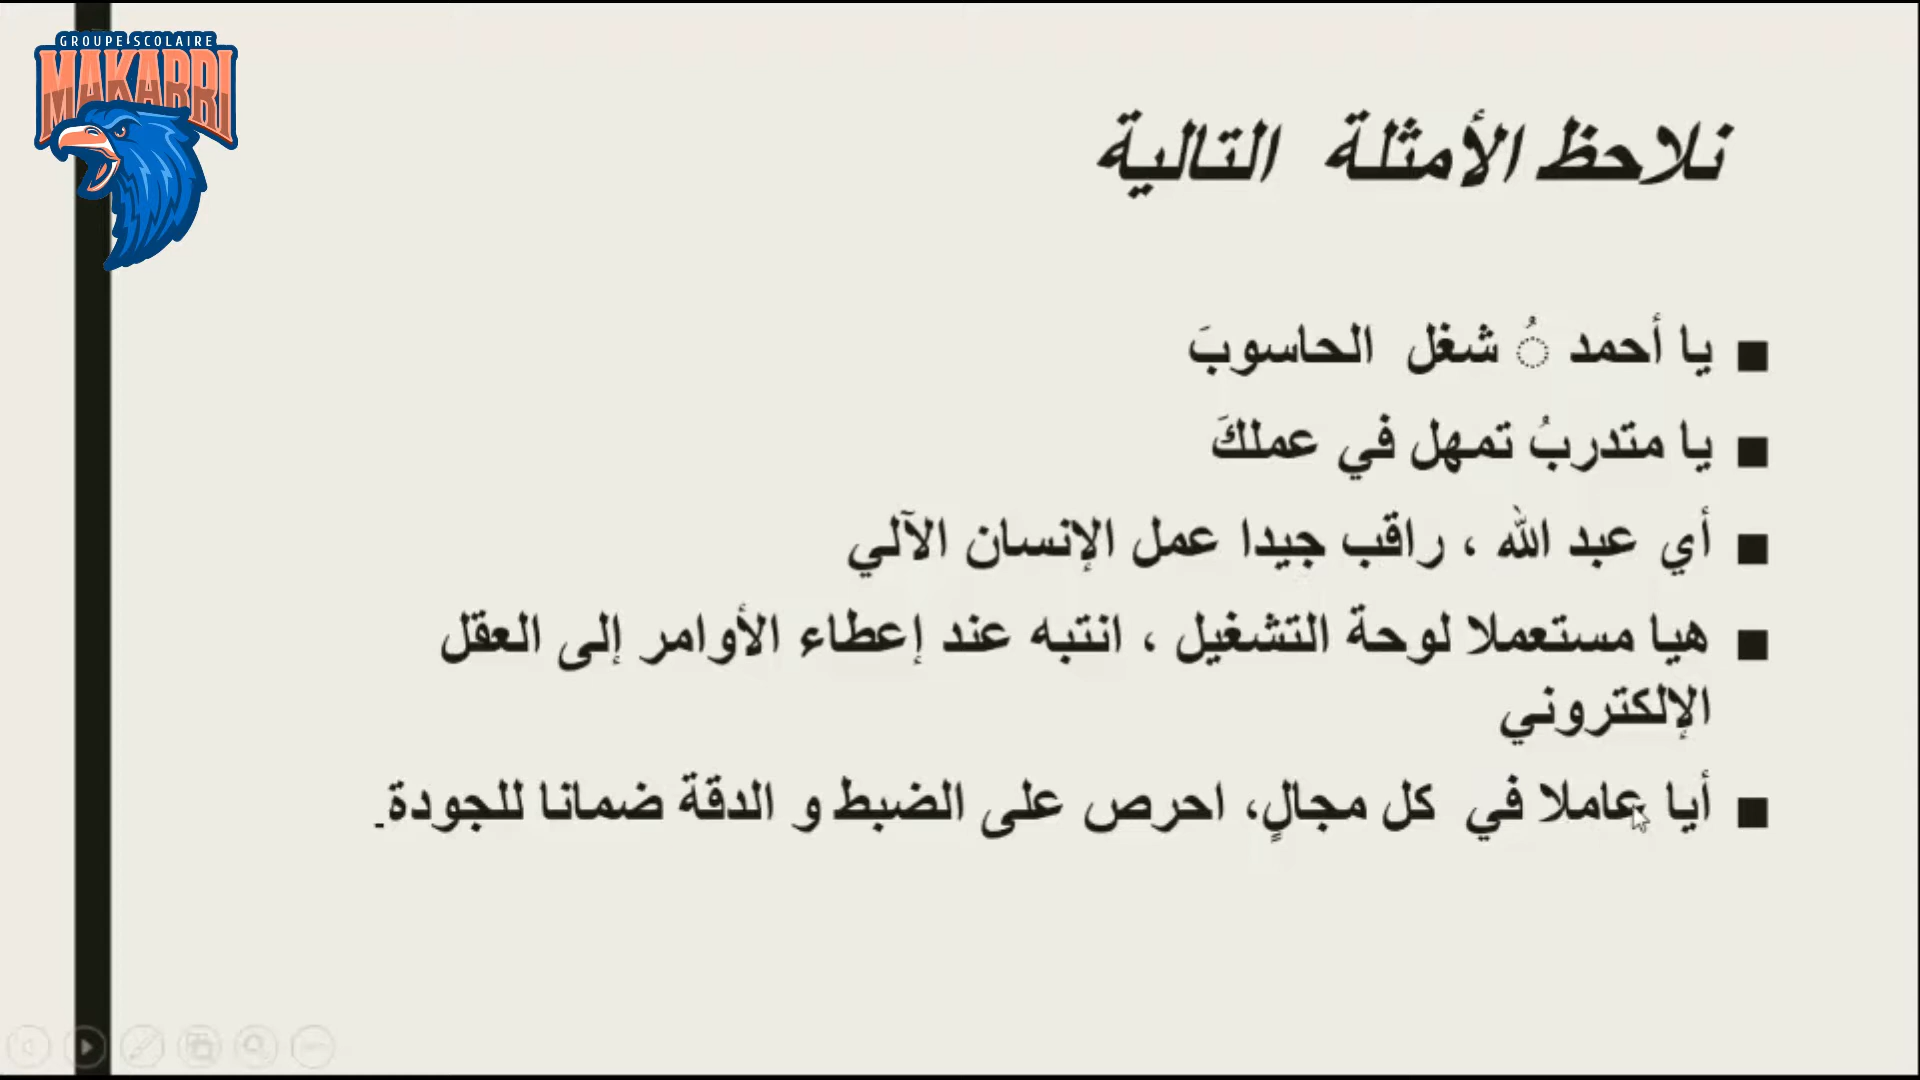 GROUPE SCOLAIRE
MAKABRI
نلاحظ الأمثلة التالية
يا أحمد ُ شغل الحاسوبَ
يا متدربُ تمهل في عملكَ
أي عبد الله ، راقب جيدا عمل الإنسان الآلي
هيا مستعملا لوحة التشغيل ، انتبه عند إعطاء الأوامر إلى العقل
الإلكتروني
أيا عاملا في كل مجالٍ، احرص على الضبط و الدقة ضمانا للجودة.